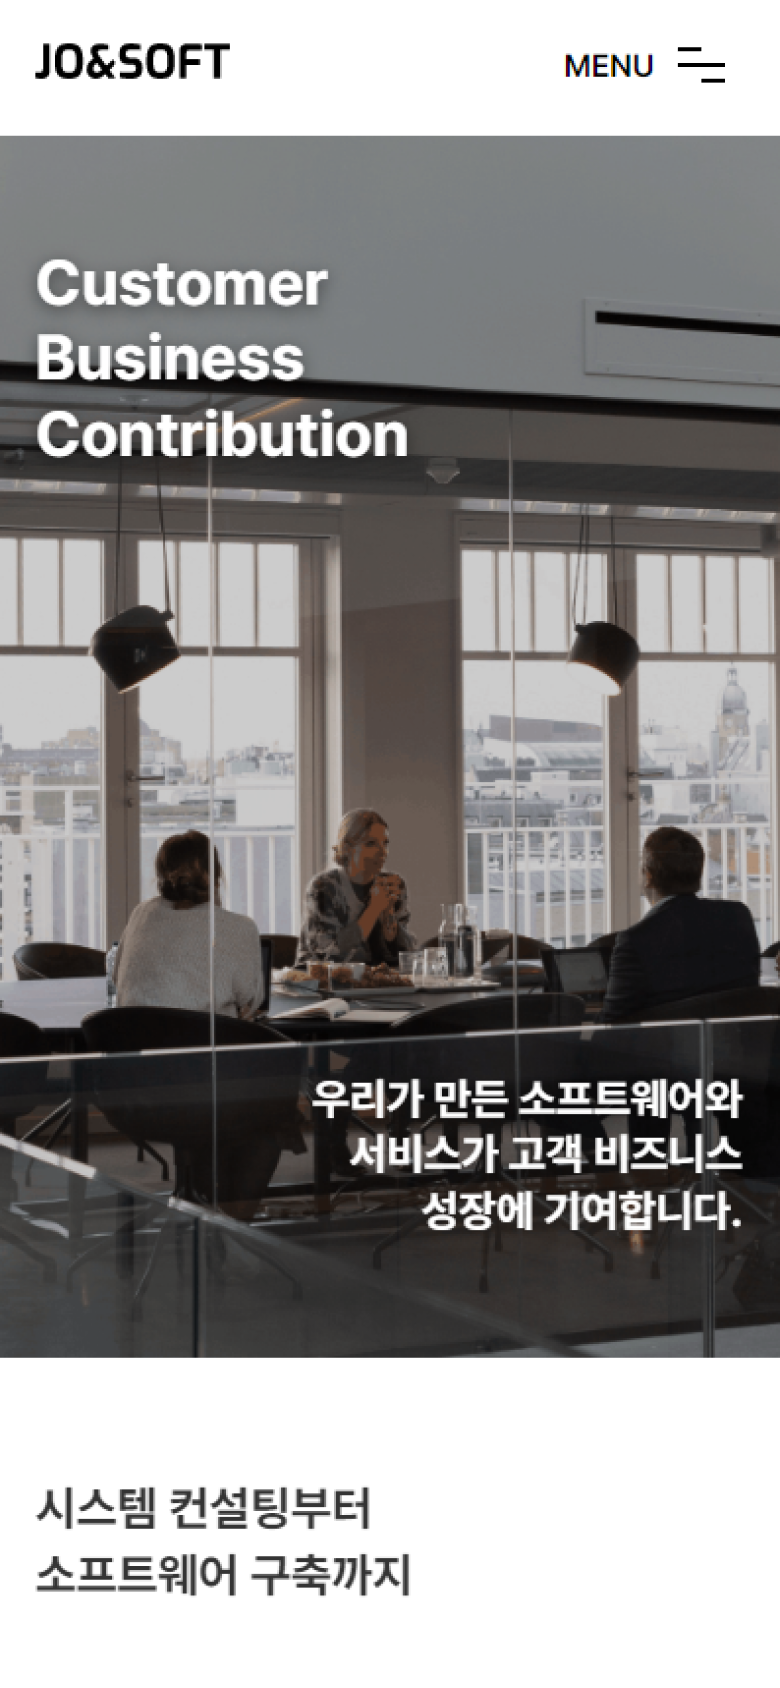 JO&SOFT
MENU
Customer
Business
Contribution
우리가 만든 소프트웨어와
서비스가 고객 비즈니스
성장에 기여합니다.
시스템 컨설팅부터
소프트웨어 구축까지